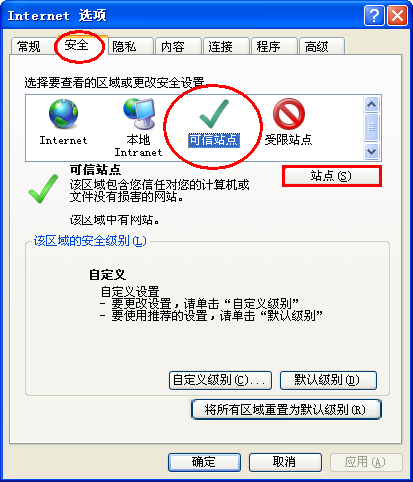 Internet 选项
常规 安全 隐私 内容 连接 程序 高级
选择要查看的区域或更改安全设置。
Internet 本地 Intranet 可信站点 受限站点
可信站点 站点(S)
该区域包含您信任对您的计算机或
文件没有损害的网站。
该区域中有网站。
该区域的安全级别(L)
自定义
自定义设置
- 要更改设置，请单击“自定义级别”
- 要使用推荐的设置，请单击“默认级别”
自定义级别(C)... 默认级别(D)
将所有区域重置为默认级别(R)
确定 取消 应用(A)